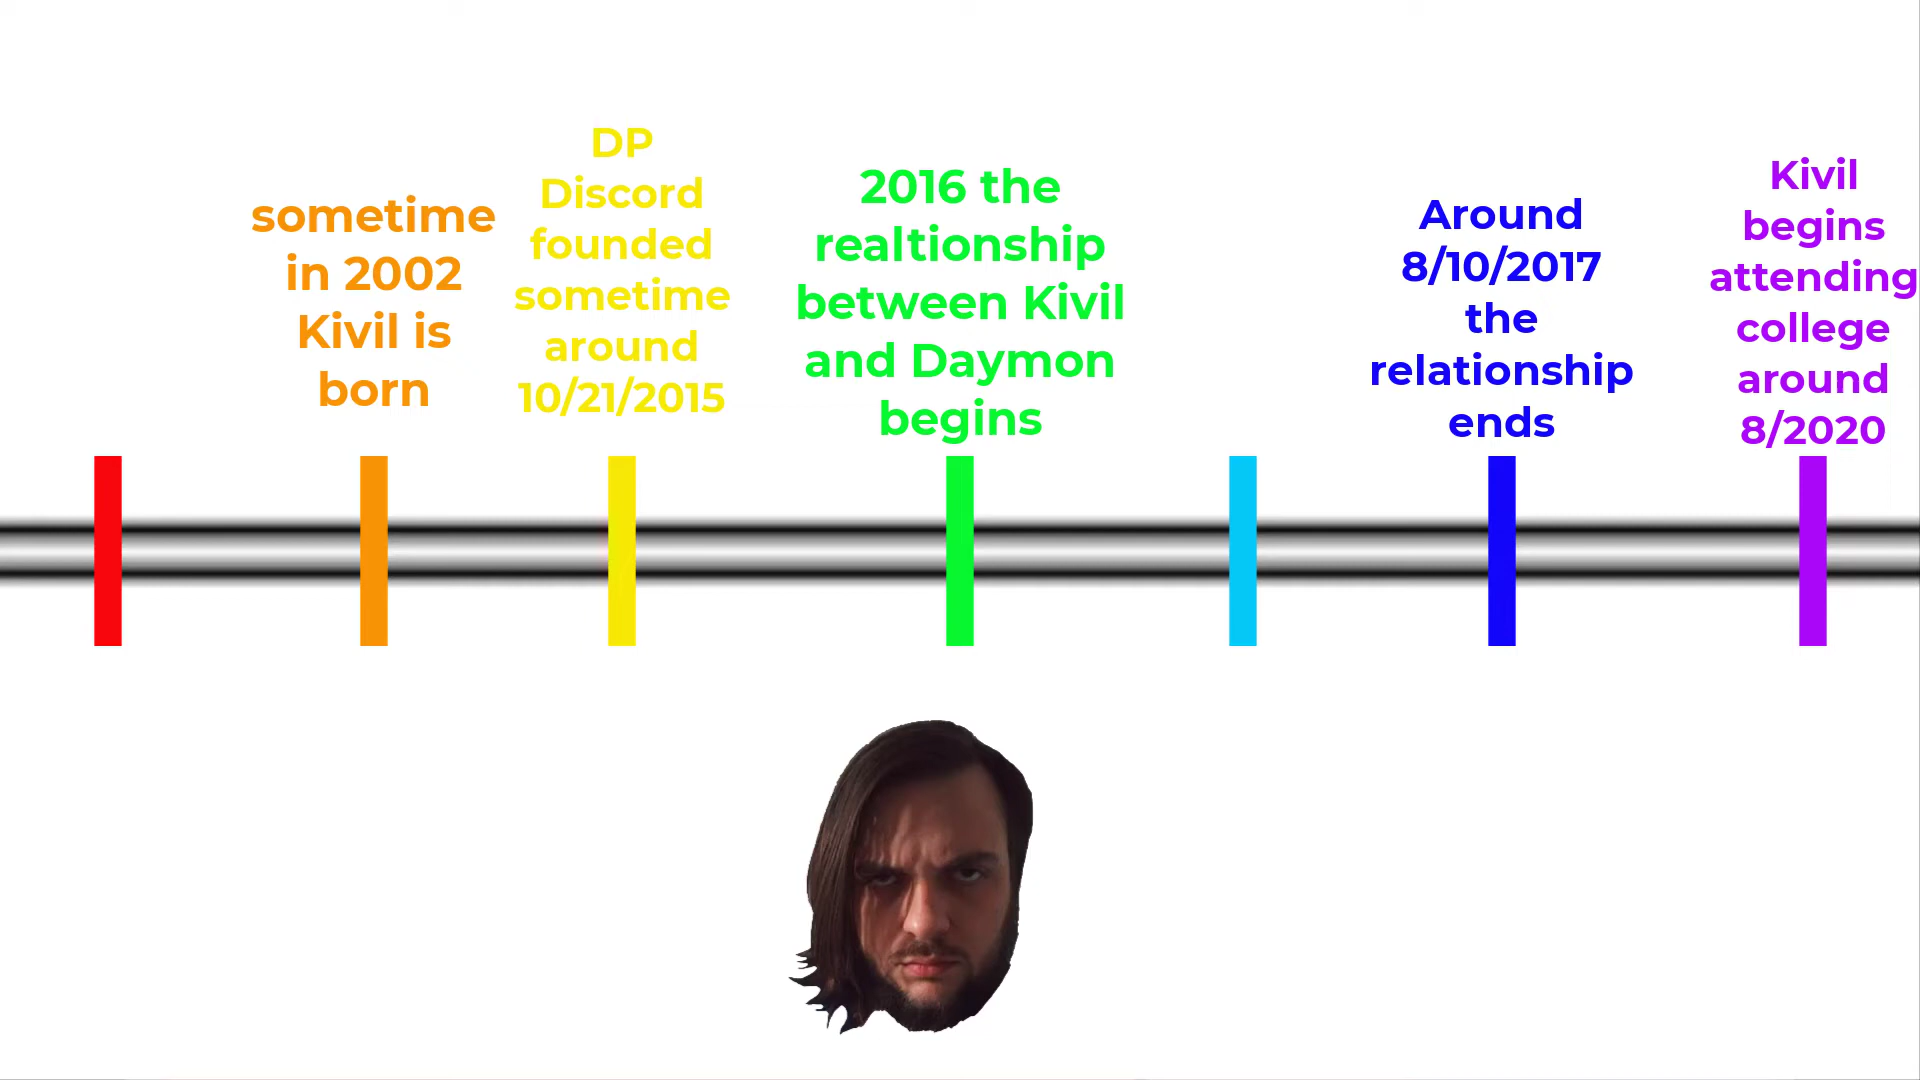 sometime
in 2002
Kivil is
born
DP
Discord
founded
sometime
around
10/21/2015
2016 the
realtionship
between Kivil
and Daymon
begins
Around
8/10/2017
the
relationship
ends
Kivil
begins
attending
college
around
8/2020